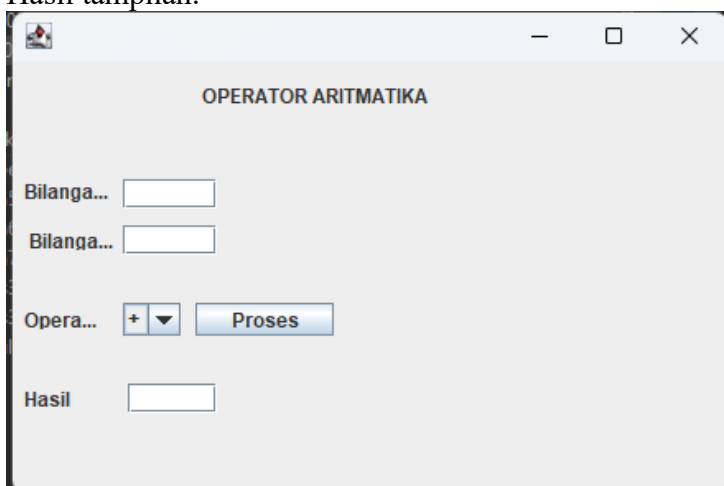 Hasil tampilan:
OPERATOR ARITMATIKA
Bilanga...
Bilanga...
Opera... + Proses
Hasil